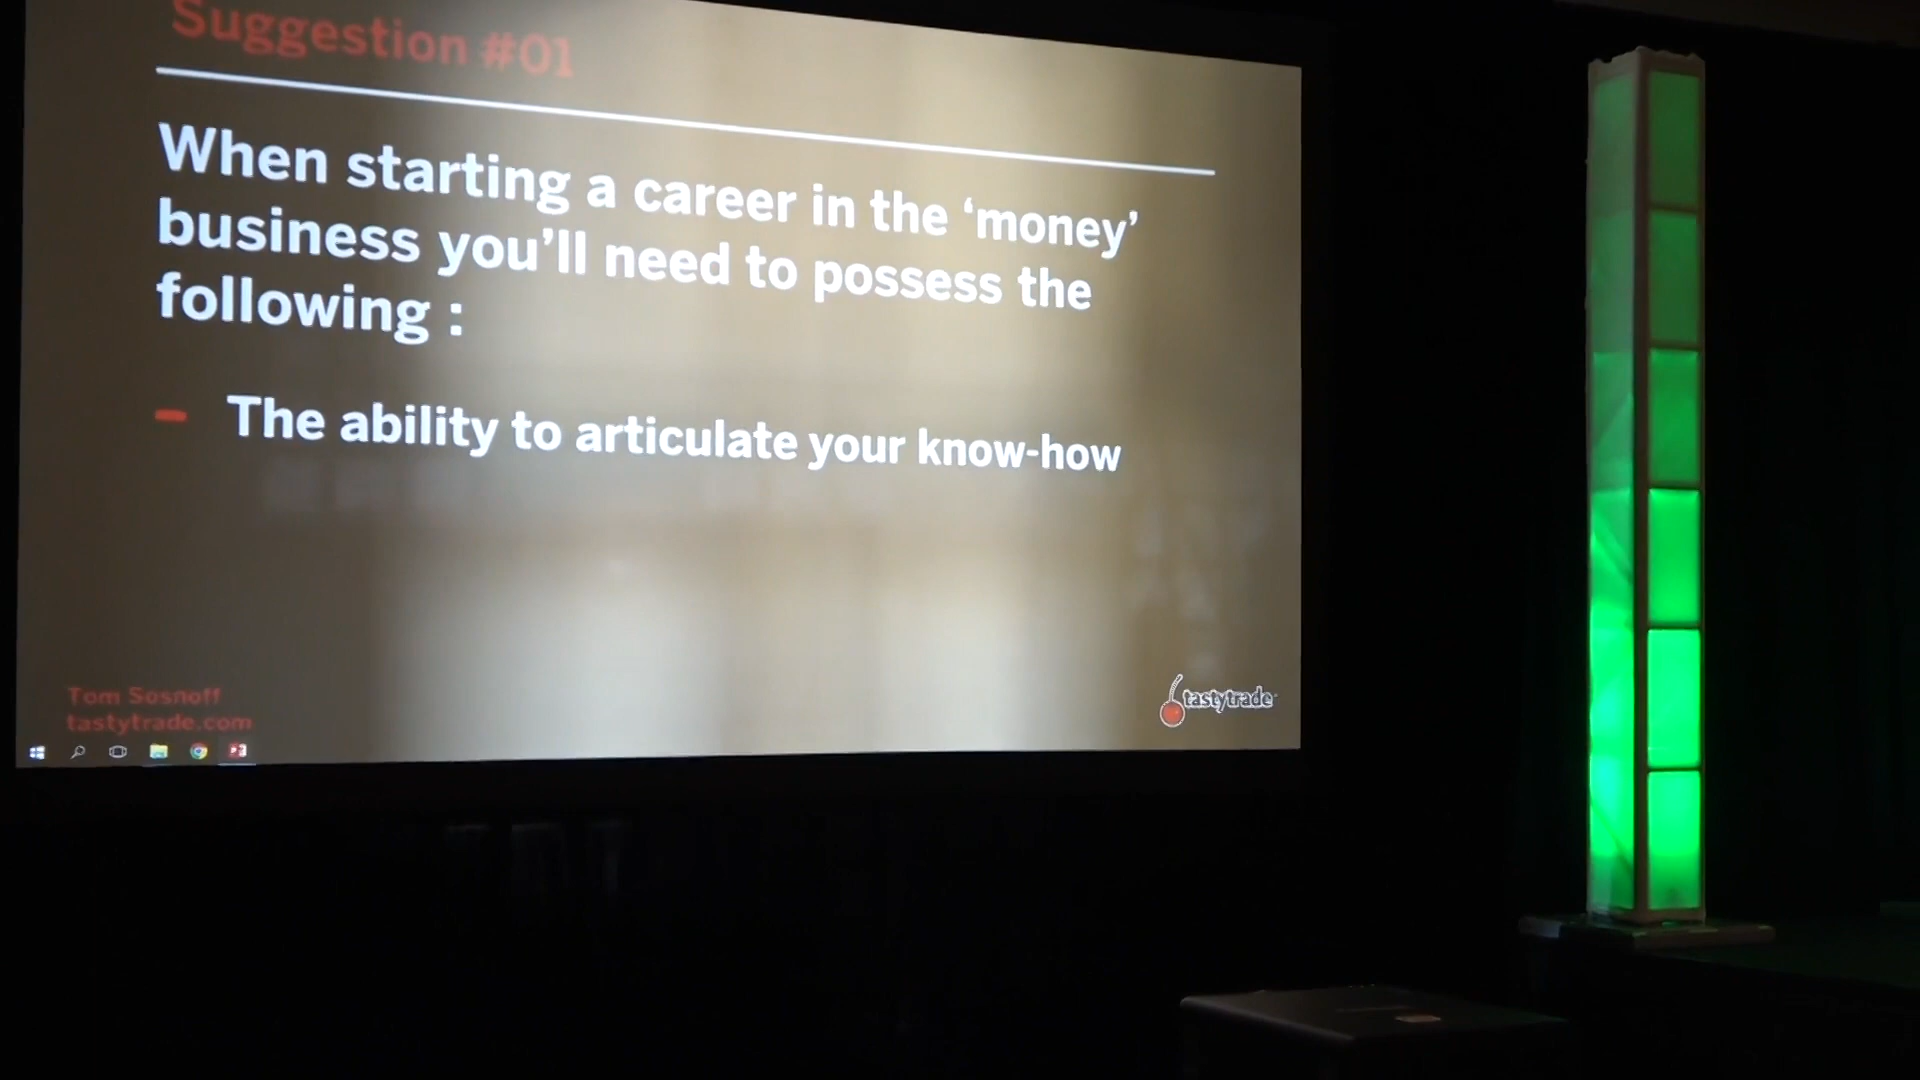 Suggestion #01
When starting a career in the ‘money’
business you’ll need to possess the
following :
- The ability to articulate your know-how
Tom Sosnoff
tastytrade.com
tastytrade